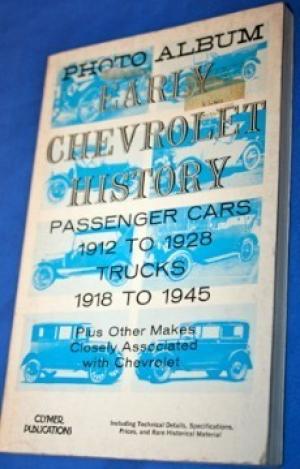 PHOTO ALBUM
EARLY
CHEVROLET
HISTORY
PASSENGER CARS
1912 TO 1928
TRUCKS
1918 TO 1945
Plus Other Makes
Closely Associated
with Chevrolet
CLYMER
PUBLICATIONS
Including Technical Details, Specifications,
Prices, and Rare Historical Material